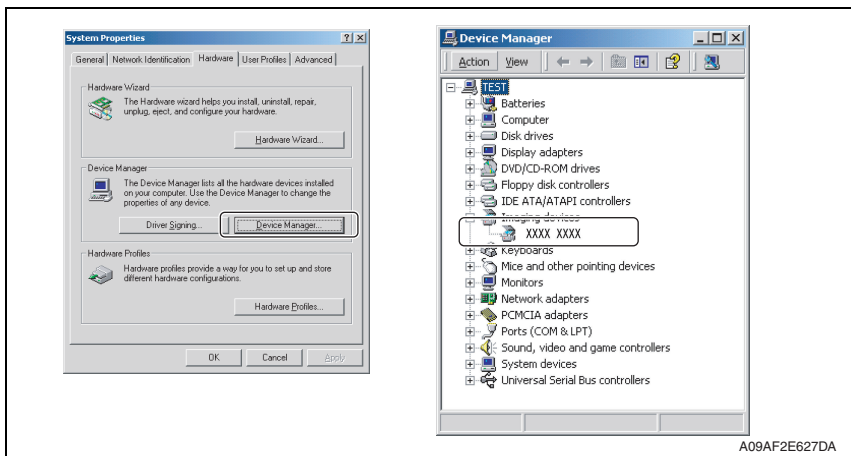 System Properties
General Network Identification Hardware User Profiles Advanced
Hardware Wizard
The Hardware wizard helps you install, uninstall, repair,
unplug, eject, and configure your hardware.
Hardware Wizard...
Device Manager
The Device Manager lists all the hardware devices installed
on your computer. Use the Device Manager to change the
properties of any device.
Driver Signing... Device Manager...
Hardware Profiles
Hardware profiles provide a way for you to set up and store
different hardware configurations.
Hardware Profiles...
OK Cancel Apply
Device Manager
Action View
TEST
Batteries
Computer
Disk drives
Display adapters
DVD/CD-ROM drives
Floppy disk controllers
IDE ATA/ATAPI controllers
Imaging devices
XXXX XXXX
Keyboards
Mice and other pointing devices
Monitors
Network adapters
PCMCIA adapters
Ports (COM & LPT)
Sound, video and game controllers
System devices
Universal Serial Bus controllers
A09AF2E627DA